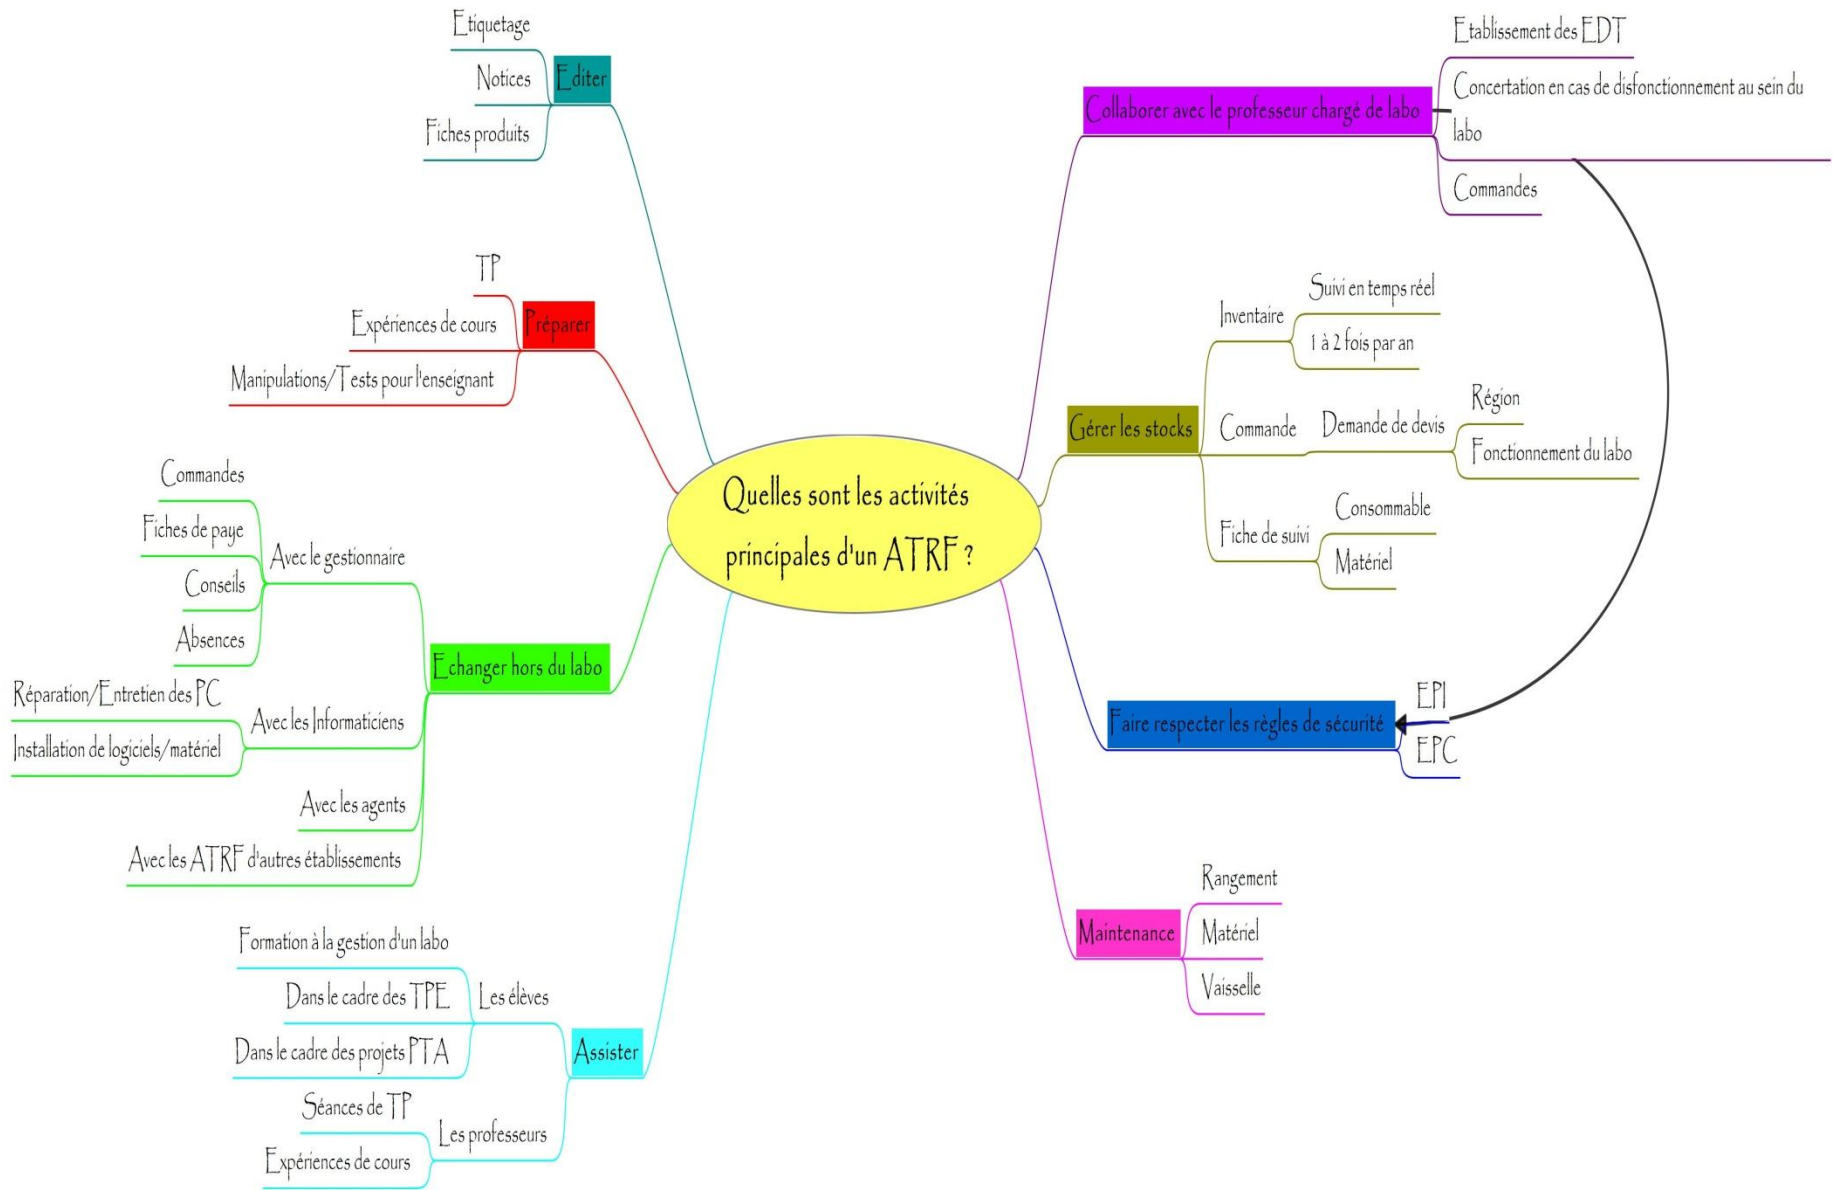 Quelles sont les activités
principales d'un ATRF ?
Editer
Etiquetage
Notices
Fiches produits
Préparer
TP
Expériences de cours
Manipulations/Tests pour l'enseignant
Echanger hors du labo
Avec le gestionnaire
Commandes
Fiches de paye
Conseils
Absences
Avec les Informaticiens
Réparation/Entretien des PC
Installation de logiciels/matériel
Avec les agents
Avec les ATRF d'autres établissements
Assister
Les élèves
Formation à la gestion d'un labo
Dans le cadre des TPE
Dans le cadre des projets PTA
Les professeurs
Séances de TP
Expériences de cours
Collaborer avec le professeur chargé de labo
Etablissement des EDT
Concertation en cas de disfonctionnement au sein du
labo
Commandes
Gérer les stocks
Inventaire
Suivi en temps réel
1 à 2 fois par an
Commande
Demande de devis
Région
Fonctionnement du labo
Fiche de suivi
Consommable
Matériel
Faire respecter les règles de sécurité
EPI
EPC
Maintenance
Rangement
Matériel
Vaisselle